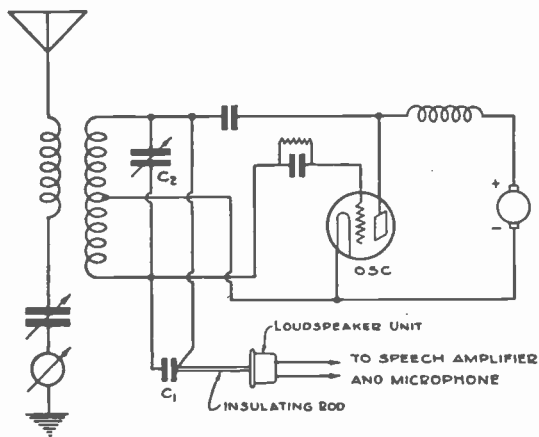 C2
+
−
OSC
LOUDSPEAKER UNIT
TO SPEECH AMPLIFIER
AND MICROPHONE
C1
INSULATING ROD